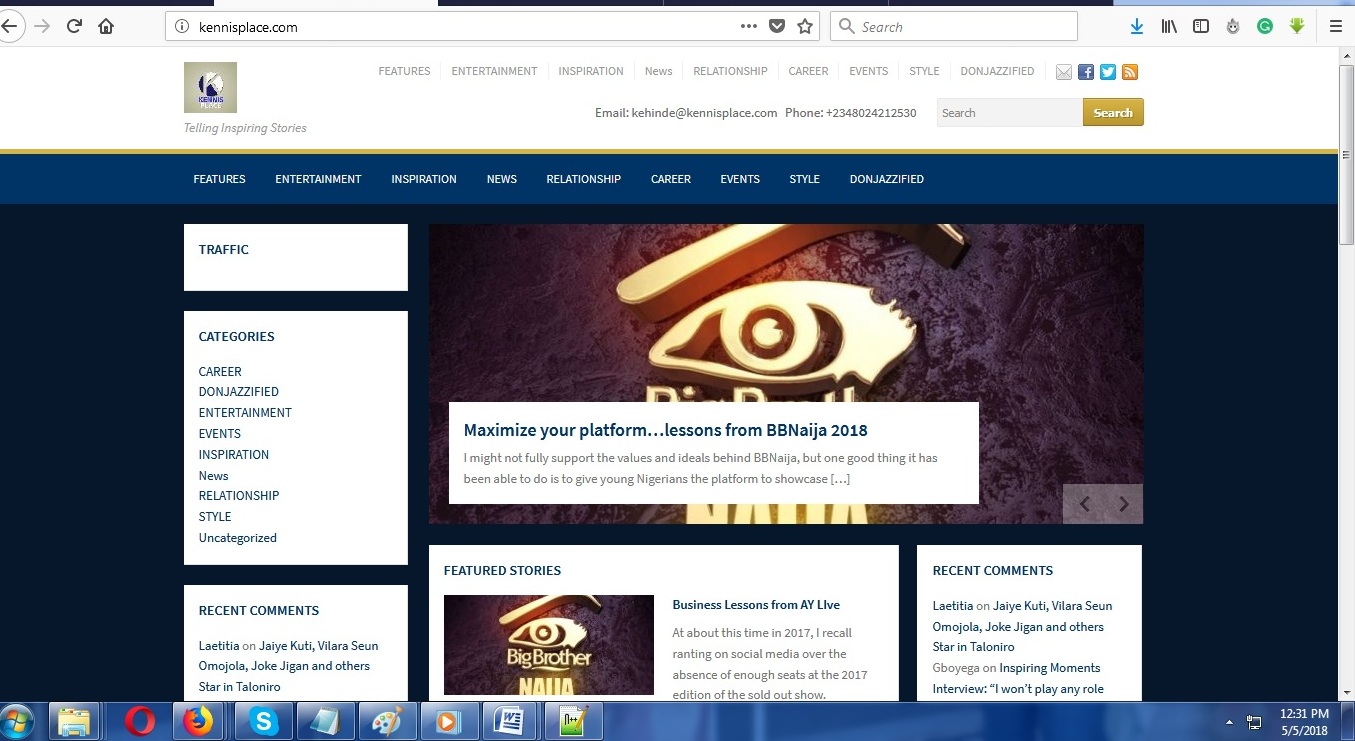 kennisplace.com
Search
KENNIS
PLACE
Telling Inspiring Stories
FEATURES ENTERTAINMENT INSPIRATION News RELATIONSHIP CAREER EVENTS STYLE DONJAZZIFIED
Email: kehinde@kennisplace.com Phone: +2348024212530
Search Search
FEATURES ENTERTAINMENT INSPIRATION NEWS RELATIONSHIP CAREER EVENTS STYLE DONJAZZIFIED
TRAFFIC
CATEGORIES
CAREER
DONJAZZIFIED
ENTERTAINMENT
EVENTS
INSPIRATION
News
RELATIONSHIP
STYLE
Uncategorized
RECENT COMMENTS
Laetitia on Jaiye Kuti, Vilara Seun
Omojola, Joke Jigan and others
Star in Taloniro
Big Broth
Maximize your platform…lessons from BBNaija 2018
I might not fully support the values and ideals behind BBNaija, but one good thing it has
been able to do is to give young Nigerians the platform to showcase […]
NAIJA
FEATURED STORIES
Big Brother
NAIJA
Business Lessons from AY LIve
At about this time in 2017, I recall
ranting on social media over the
absence of enough seats at the 2017
edition of the sold out show.
RECENT COMMENTS
Laetitia on Jaiye Kuti, Vilara Seun
Omojola, Joke Jigan and others
Star in Taloniro
Gboyega on Inspiring Moments
Interview: “I won’t play any role
12:31 PM
5/5/2018